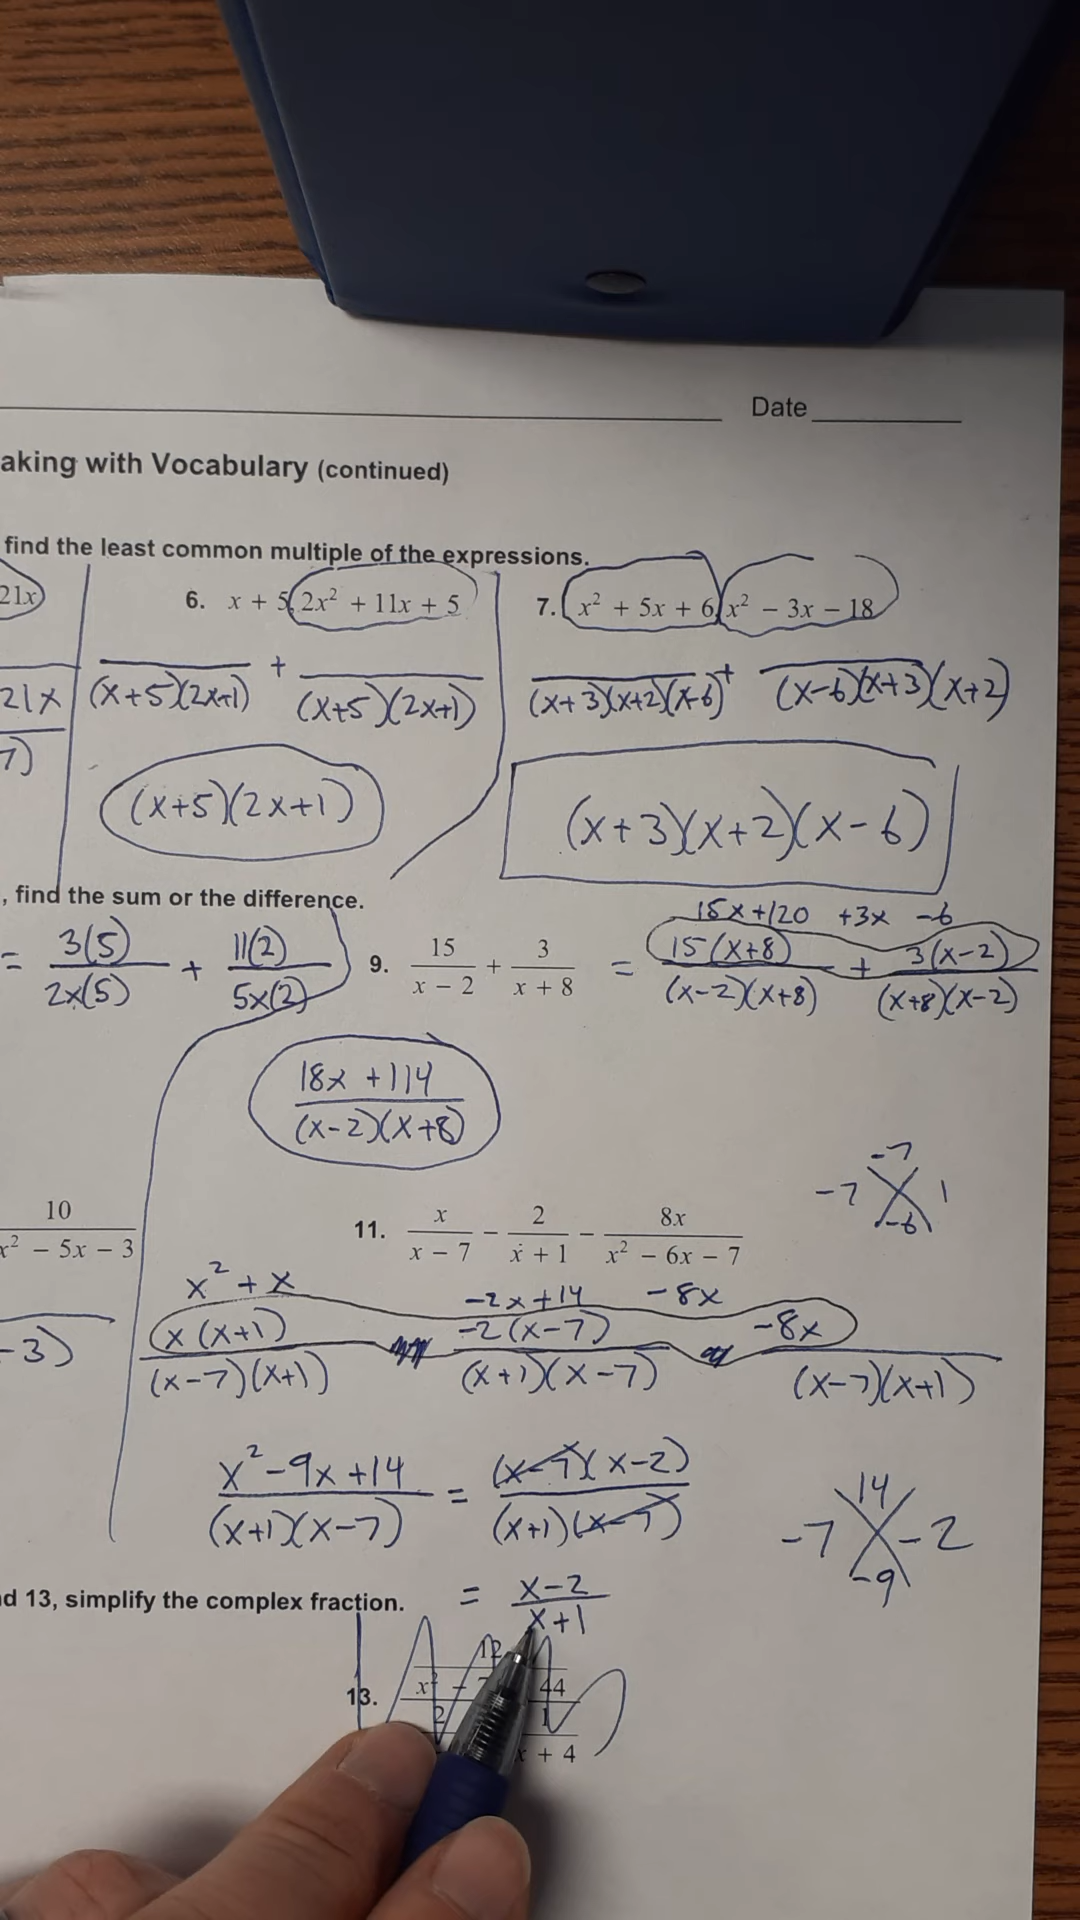 Date
aking with Vocabulary (continued)
find the least common multiple of the expressions.
21x
6. x + 5, 2x² + 11x + 5
7. x² + 5x + 6, x² − 3x − 18
21x
(x+5)(2x+1) + (x+5)(2x+1)
(x+3)(x+2)(x-6) + (x-6)(x+3)(x+2)
7)
(x+5)(2x+1)
(x+3)(x+2)(x-6)
, find the sum or the difference.
15x+120 +3x -6
= 3(5)/2x(5) + 11(2)/5x(2)
9. 15/(x − 2) + 3/(x + 8) = 15(x+8)/(x-2)(x+8) + 3(x-2)/(x+8)(x-2)
18x + 114
(x-2)(x+8)
-7
-7 1
-6
10
x² − 5x − 3
11. x/(x − 7) − 2/(x + 1) − 8x/(x² − 6x − 7)
x² + x -2x+14 -8x
x(x+1) -2(x-7) -8x
-3) (x-7)(x+1) (x+1)(x-7) (x-7)(x+1)
x²-9x+14 = (x-7)(x-2)
(x+1)(x-7) (x+1)(x-7)
14
-7 -2
-9
d 13, simplify the complex fraction.
= x-2
x+1
13.
12
x² − 44
2 1
+ 4